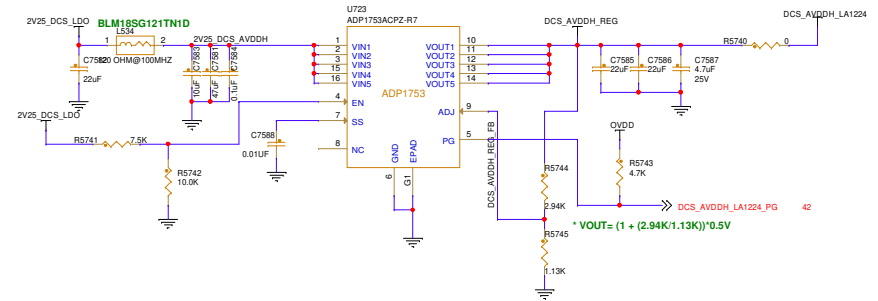 2V25_DCS_LDO
BLM18SG121TN1D
L534
1
2
120 OHM@100MHZ
2V25_DCS_AVDDH
C7582
22uF
C7583
10uF
C7581
47uF
C7584
0.1uF
U723
ADP1753ACPZ-R7
1 VIN1
2 VIN2
3 VIN3
15 VIN4
16 VIN5
4 EN
7 SS
8 NC
ADP1753
VOUT1 10
VOUT2 11
VOUT3 12
VOUT4 13
VOUT5 14
ADJ 9
PG 5
GND
6
EPAD
G1
2V25_DCS_LDO
R5741
7.5K
R5742
10.0K
C7588
0.01UF
DCS_AVDDH_REG
DCS_AVDDH_LA1224
R5740
0
C7585
22uF
C7586
22uF
C7587
4.7uF
25V
DCS_AVDDH_REG_FB
R5744
2.94K
R5745
1.13K
OVDD
R5743
4.7K
DCS_AVDDH_LA1224_PG
42
* VOUT= (1 + (2.94K/1.13K))*0.5V